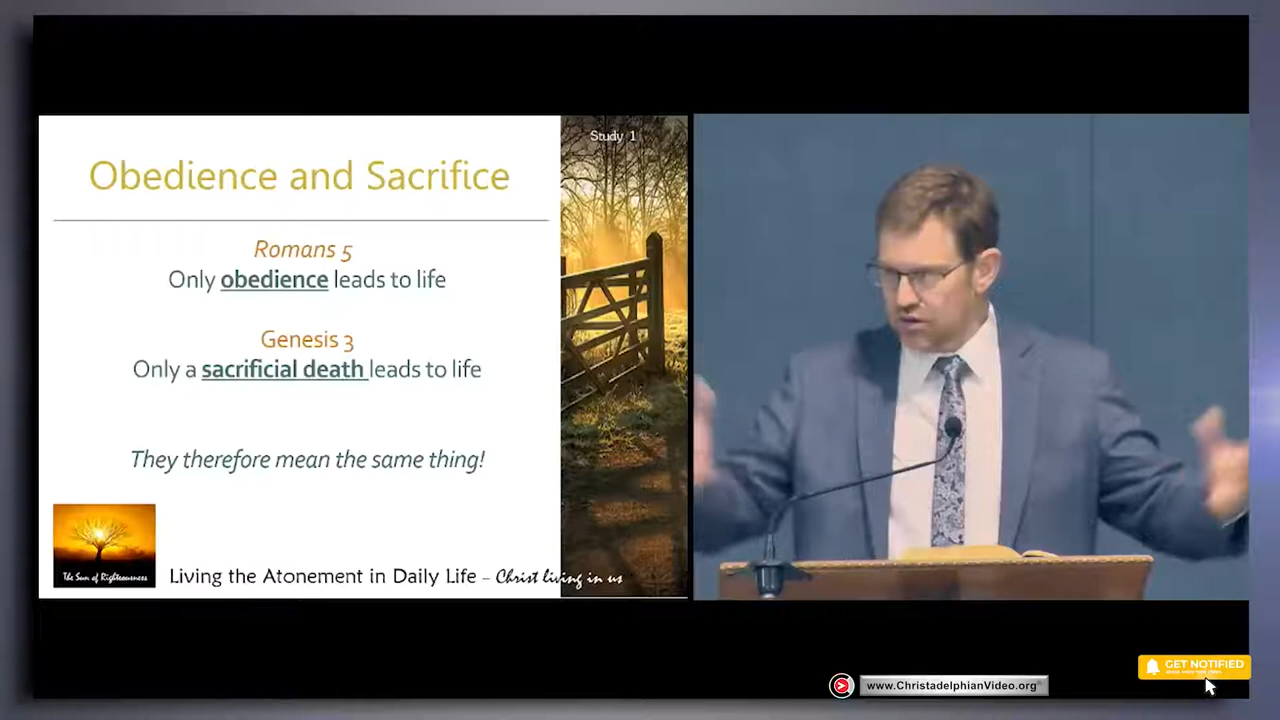 Study 1
Obedience and Sacrifice
Romans 5
Only obedience leads to life
Genesis 3
Only a sacrificial death leads to life
They therefore mean the same thing!
The Sun of Righteousness
Living the Atonement in Daily Life – Christ living in us
www.ChristadelphianVideo.org
GET NOTIFIED